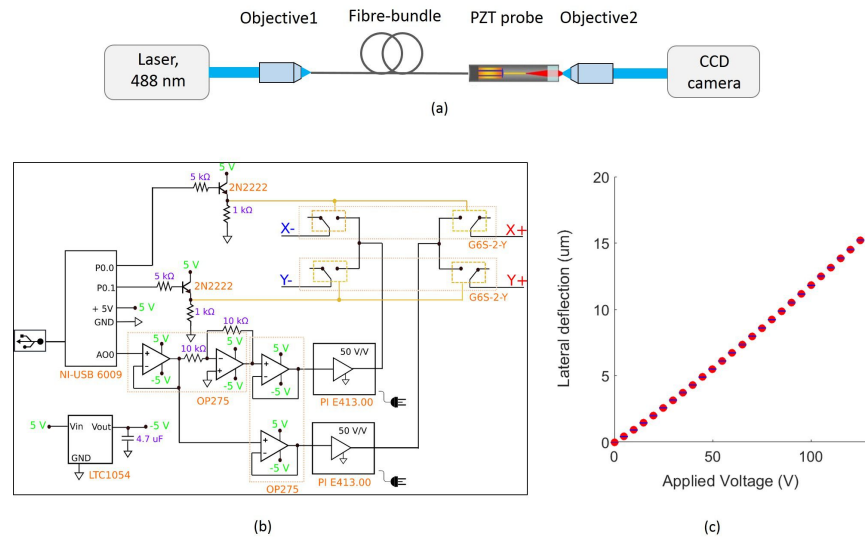 Objective1
Fibre-bundle
PZT probe
Objective2
Laser,
488 nm
CCD
camera
(a)
5 V
5 kΩ
2N2222
1 kΩ
X-
X+
G6S-2-Y
P0.0
5 V
5 kΩ
2N2222
Y-
Y+
P0.1
G6S-2-Y
+ 5V
5 V
1 kΩ
GND
10 kΩ
5 V
5 V
5 V
10 kΩ
50 V/V
AO0
+
-
-
+
+
-
NI-USB 6009
-5 V
-5 V
-5 V
PI E413.00
OP275
5 V
50 V/V
5 V
Vin
Vout
-5 V
+
-
4.7 uF
-5 V
GND
PI E413.00
LTC1054
OP275
(b)
20
15
10
5
0
Lateral deflection (um)
0
50
100
Applied Voltage (V)
(c)